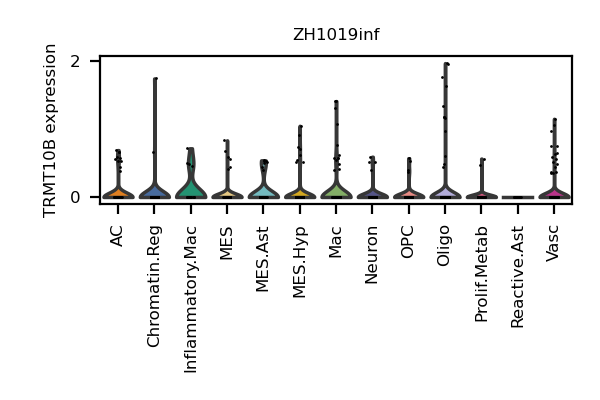 ZH1019inf
TRMT10B expression
2
0
AC
Chromatin.Reg
Inflammatory.Mac
MES
MES.Ast
MES.Hyp
Mac
Neuron
OPC
Oligo
Prolif.Metab
Reactive.Ast
Vasc